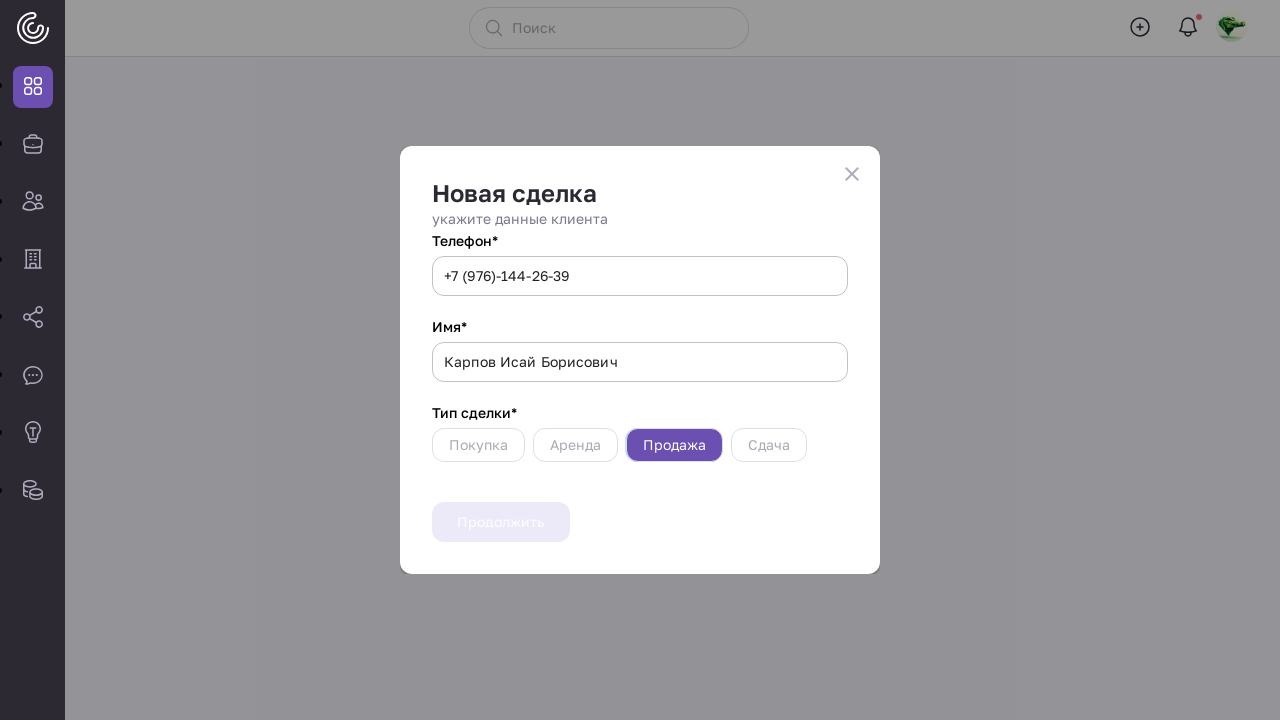 Поиск
Новая сделка
укажите данные клиента
Телефон*
+7 (976)-144-26-39
Имя*
Карпов Исай Борисович
Тип сделки*
Покупка Аренда Продажа Сдача
Продолжить